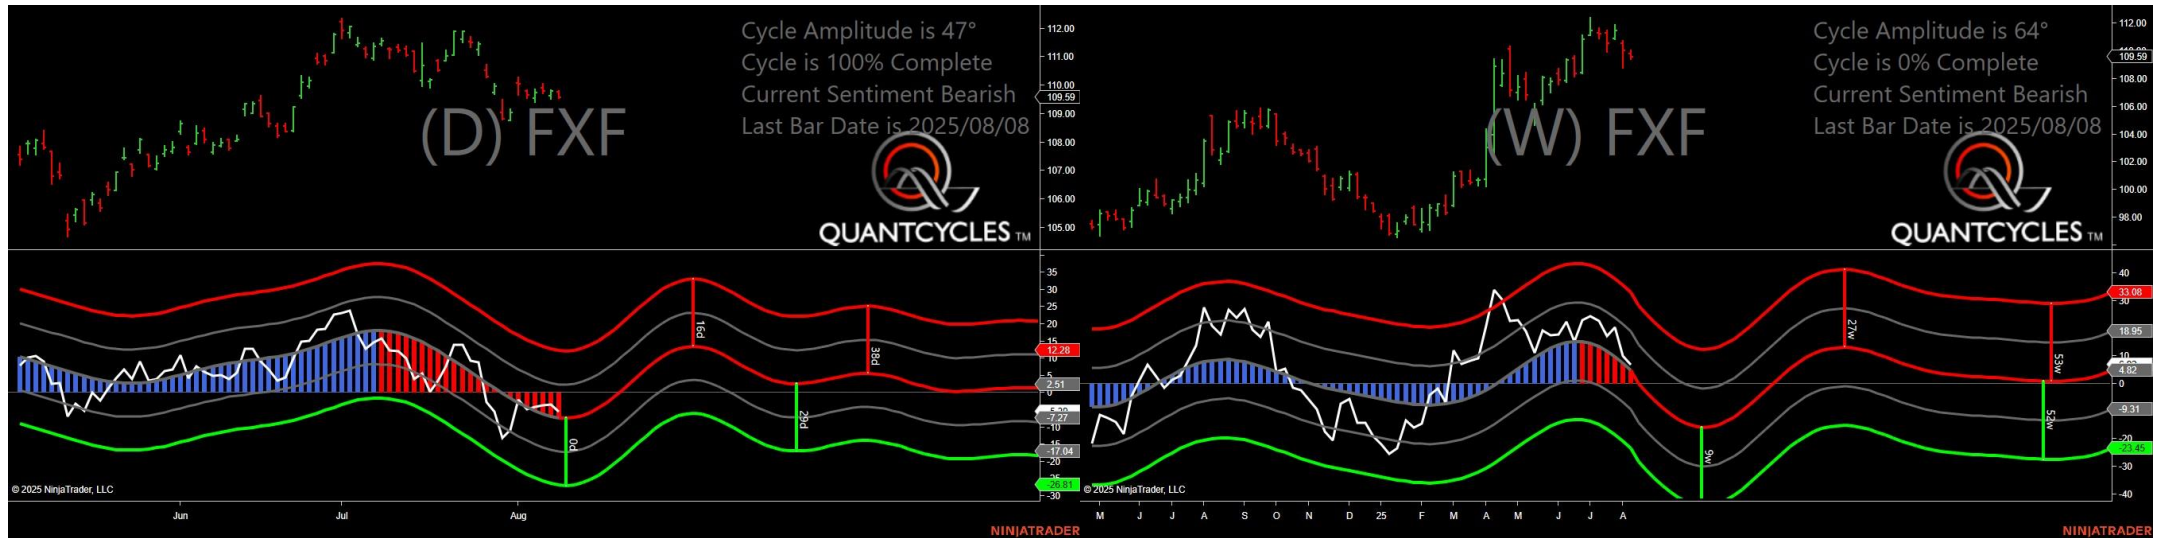 Cycle Amplitude is 47°
Cycle is 100% Complete
Current Sentiment Bearish
Last Bar Date is 2025/08/08
(D) FXF
QUANTCYCLES TM
112.00
111.00
110.00
109.59
109.00
108.00
107.00
106.00
105.00
35
30
25
20
15
12.28
5
2.51
0
-7.27
-10
-15
-17.04
-20
-26.81
-30
16d
38d
29d
0d
© 2025 NinjaTrader, LLC
Jun
Jul
Aug
NINJATRADER
Cycle Amplitude is 64°
Cycle is 0% Complete
Current Sentiment Bearish
Last Bar Date is 2025/08/08
(W) FXF
QUANTCYCLES TM
112.00
109.59
108.00
106.00
104.00
102.00
100.00
98.00
40
33.08
18.95
10
4.82
0
-9.31
-20
-23.45
-30
-40
27w
53w
52w
9w
© 2025 NinjaTrader, LLC
M J J A S O N D 25 F M A M J J A
NINJATRADER